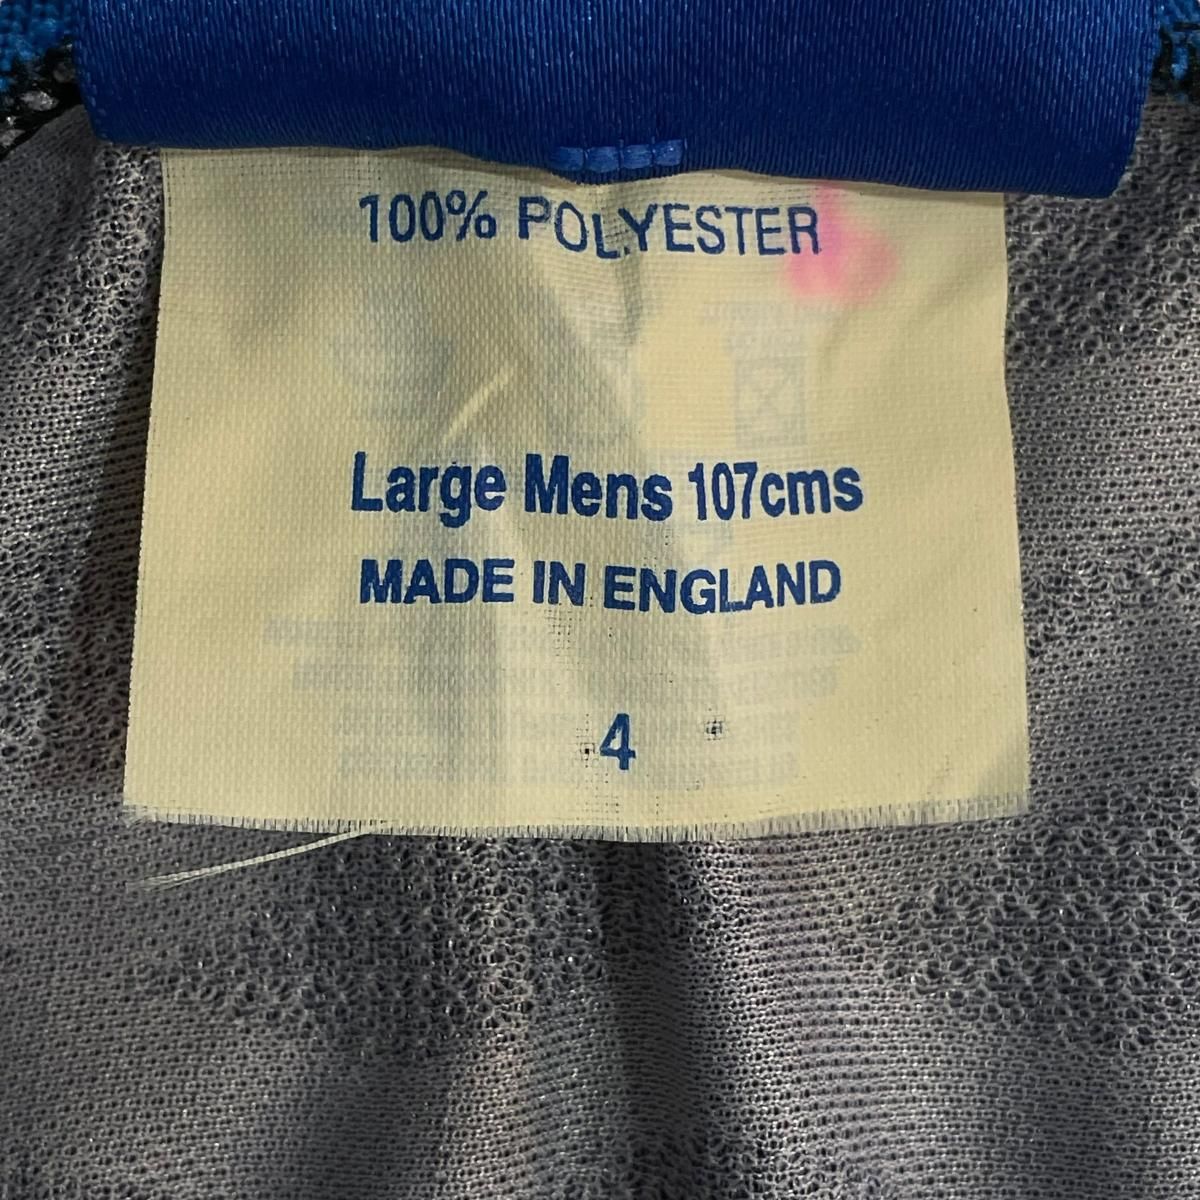 100% POLYESTER
Large Mens 107cms
MADE IN ENGLAND
4